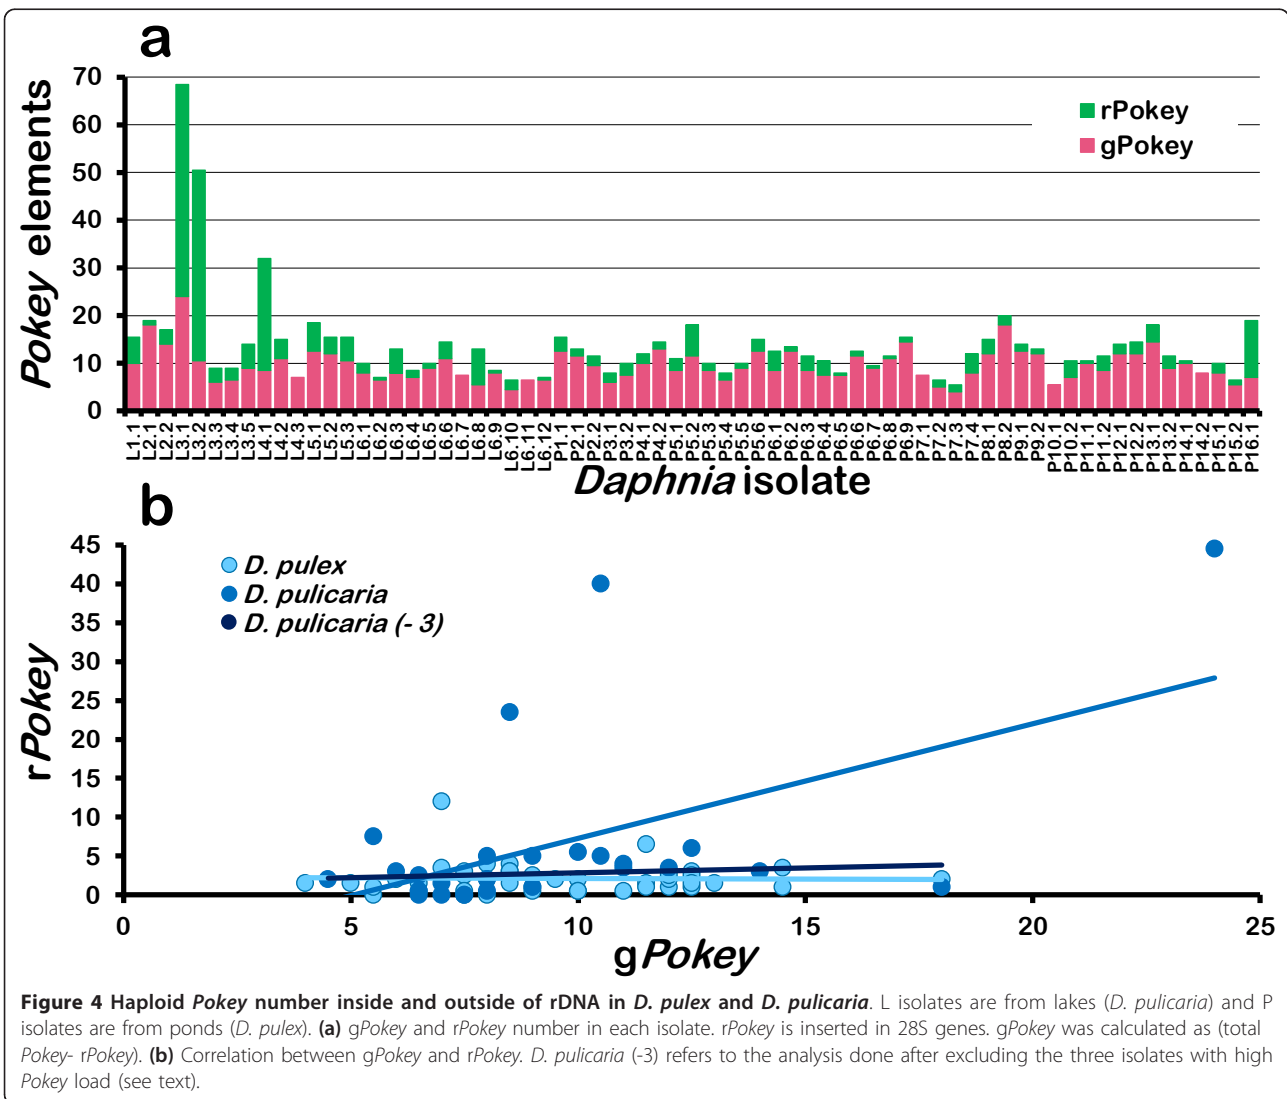 a
70
60
50
40
30
20
10
0
Pokey elements
rPokey
gPokey
L1.1 L2.1 L2.2 L3.1 L3.2 L3.3 L3.4 L3.5 L4.1 L4.2 L4.3 L5.1 L5.2 L5.3 L6.1 L6.2 L6.3 L6.4 L6.5 L6.6 L6.7 L6.8 L6.9 L6.10 L6.11 L6.12 P1.1 P2.1 P2.2 P3.1 P3.2 P4.1 P4.2 P5.1 P5.2 P5.3 P5.4 P5.5 P5.6 P6.1 P6.2 P6.3 P6.4 P6.5 P6.6 P6.7 P6.8 P6.9 P7.1 P7.2 P7.3 P7.4 P8.1 P8.2 P9.1 P9.2 P10.1 P10.2 P11.1 P11.2 P12.1 P12.2 P13.1 P13.2 P14.1 P14.2 P15.1 P15.2 P16.1
Daphnia isolate
b
45
40
35
30
25
20
15
10
5
0
rPokey
D. pulex
D. pulicaria
D. pulicaria (- 3)
0 5 10 15 20 25
gPokey
Figure 4 Haploid Pokey number inside and outside of rDNA in D. pulex and D. pulicaria. L isolates are from lakes (D. pulicaria) and P
isolates are from ponds (D. pulex). (a) gPokey and rPokey number in each isolate. rPokey is inserted in 28S genes. gPokey was calculated as (total
Pokey- rPokey). (b) Correlation between gPokey and rPokey. D. pulicaria (-3) refers to the analysis done after excluding the three isolates with high
Pokey load (see text).